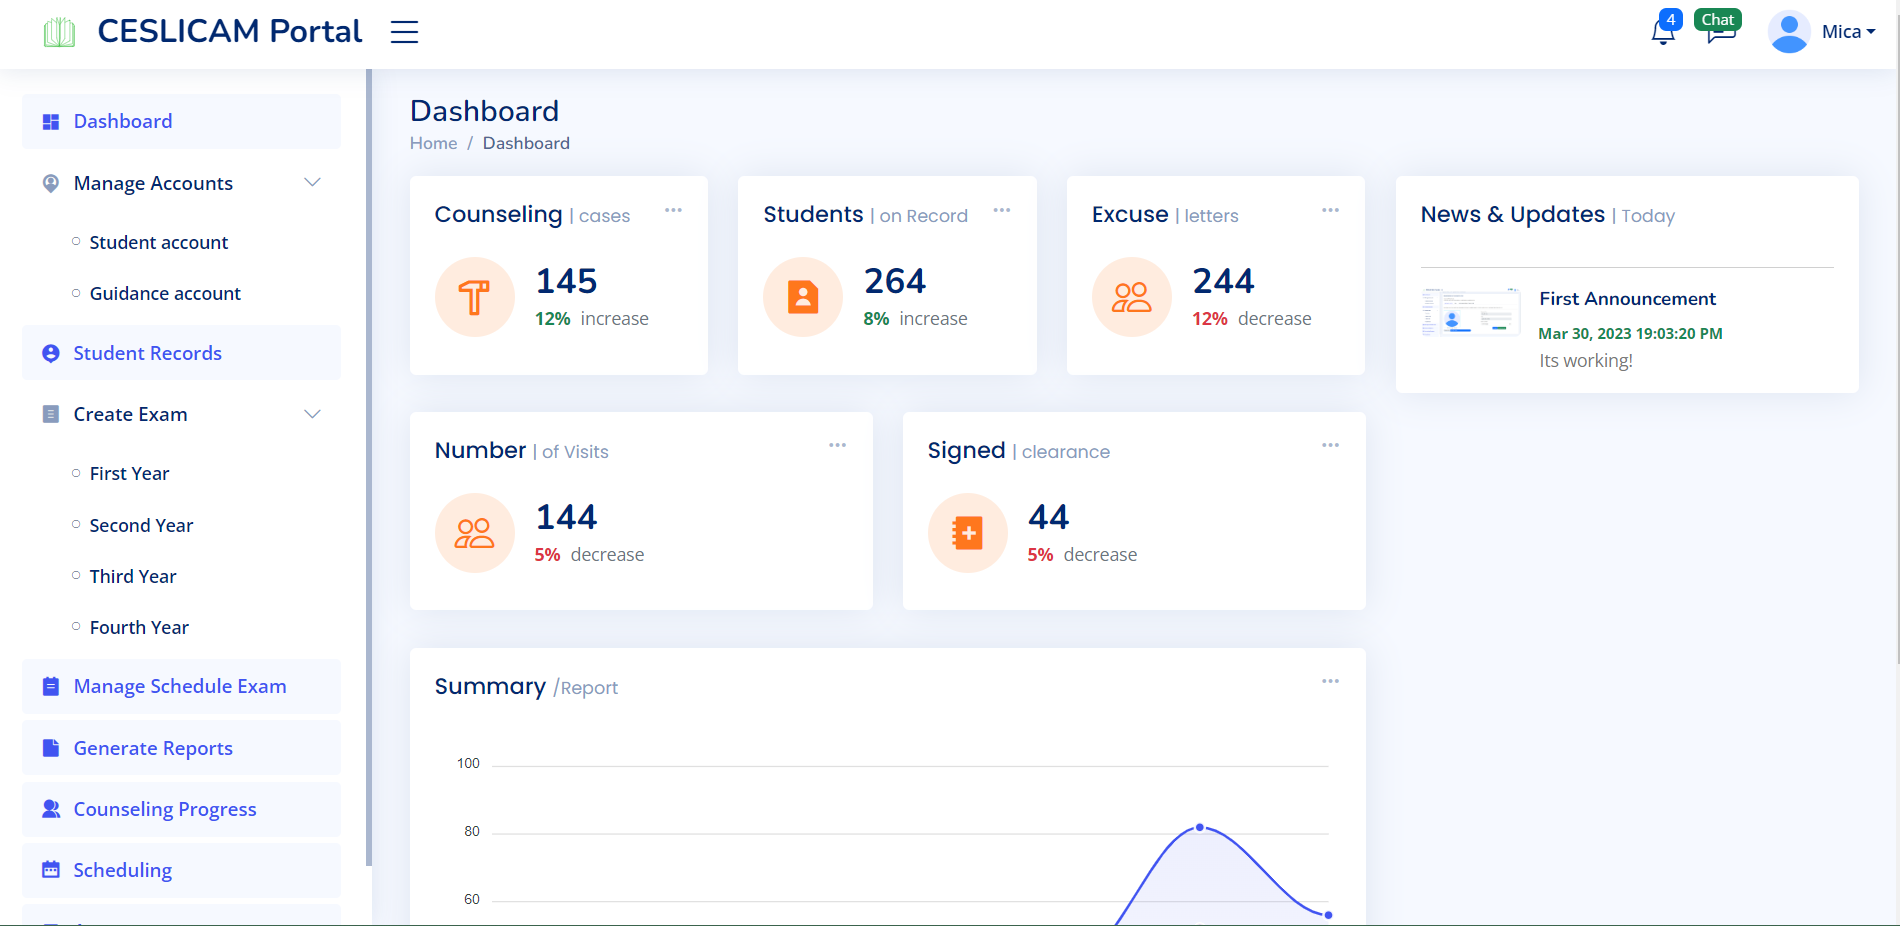 CESLICAM Portal
4
Chat
Mica
Dashboard
Manage Accounts
Student account
Guidance account
Student Records
Create Exam
First Year
Second Year
Third Year
Fourth Year
Manage Schedule Exam
Generate Reports
Counseling Progress
Scheduling
Dashboard
Home / Dashboard
Counseling | cases
145
12% increase
Students | on Record
264
8% increase
Excuse | letters
244
12% decrease
News & Updates | Today
First Announcement
Mar 30, 2023 19:03:20 PM
Its working!
Number | of Visits
144
5% decrease
Signed | clearance
44
5% decrease
Summary /Report
100
80
60